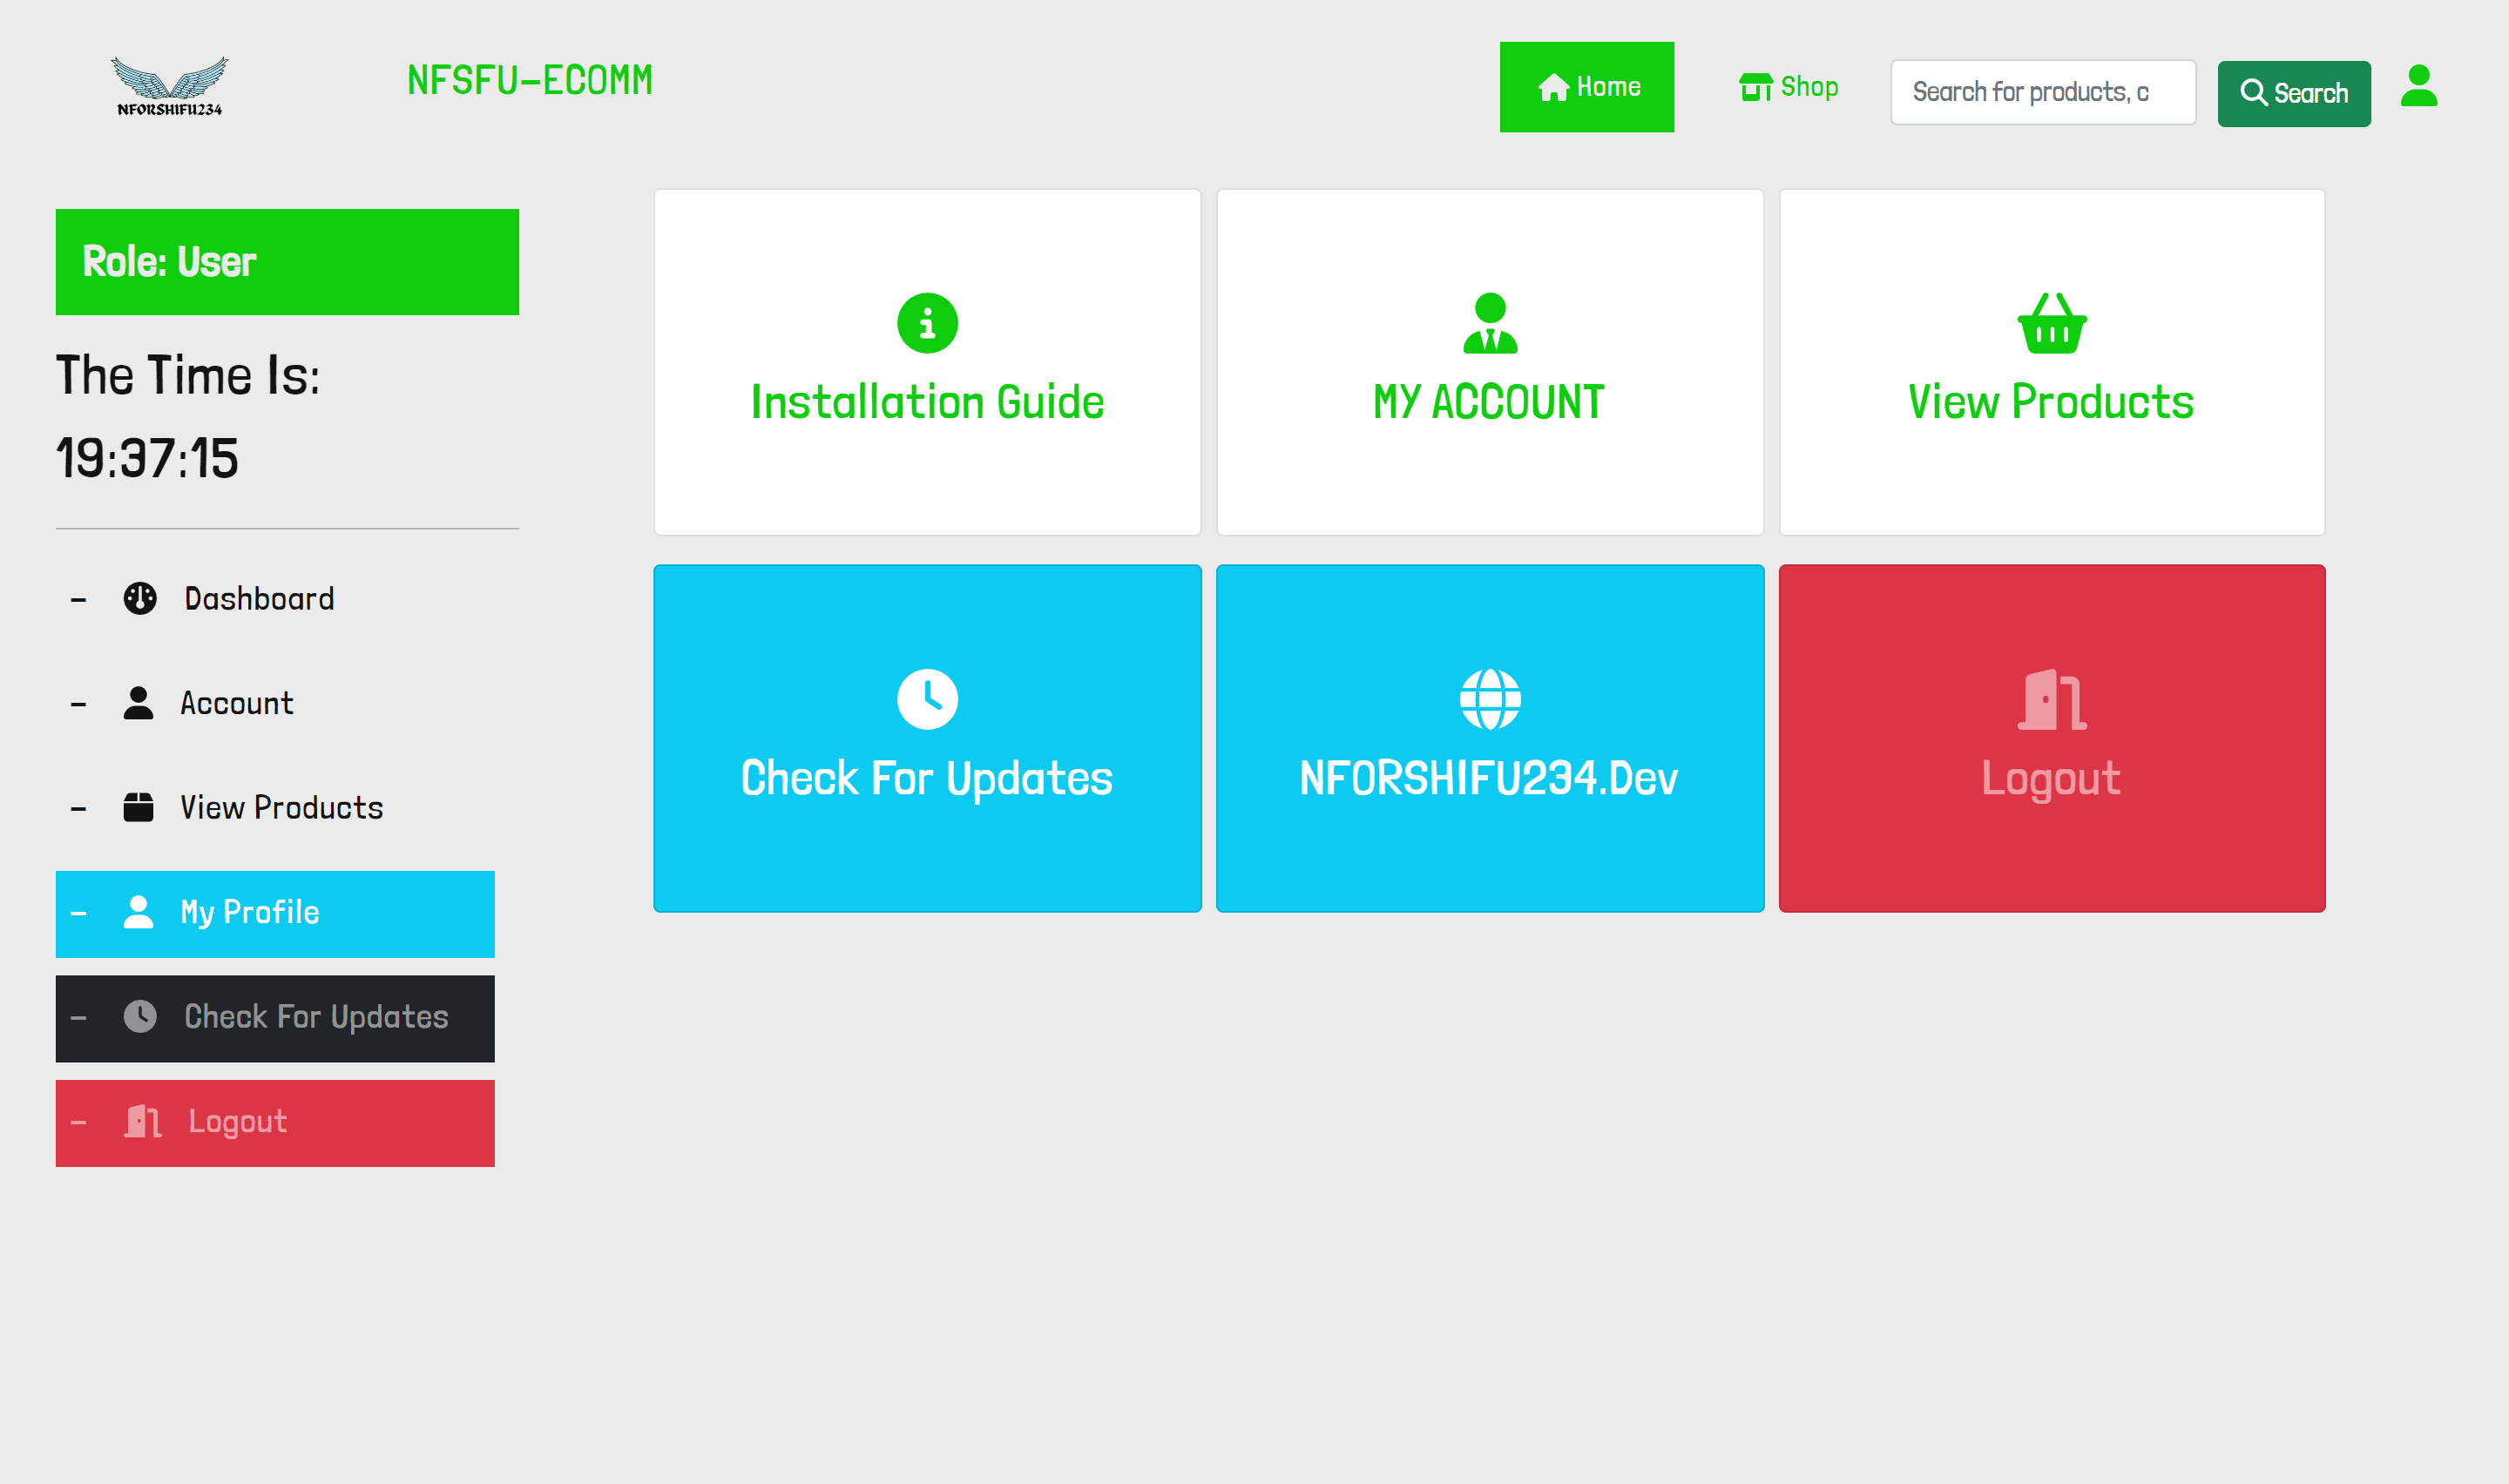 NFORSHIFU234
NFSFU-ECOMM
Home
Shop
Search for products, c
Search
Role: User
The Time Is:
19:37:15
- Dashboard
- Account
- View Products
- My Profile
- Check For Updates
- Logout
Installation Guide
MY ACCOUNT
View Products
Check For Updates
NFORSHIFU234.Dev
Logout